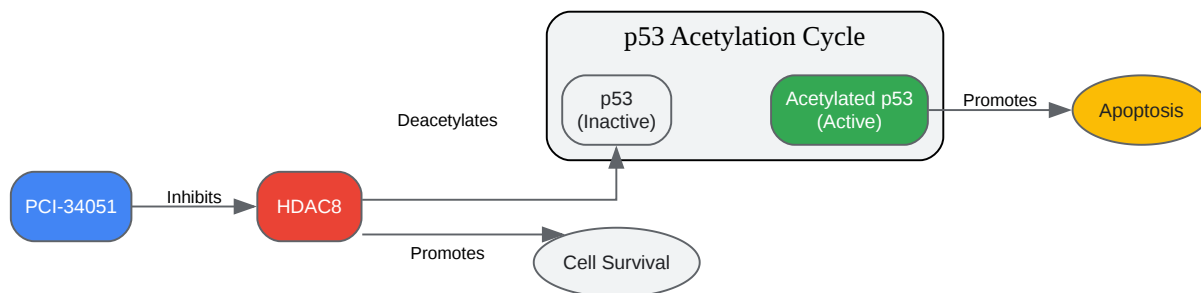 p53 Acetylation Cycle
p53
(Inactive)
Acetylated p53
(Active)
Promotes
Apoptosis
Deacetylates
PCI-34051
Inhibits
HDAC8
Promotes
Cell Survival